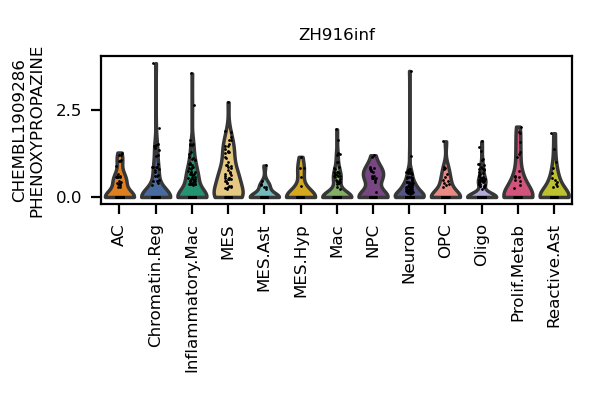 ZH916inf
CHEMBL1909286
PHENOXYPROPAZINE
2.5
0.0
AC
Chromatin.Reg
Inflammatory.Mac
MES
MES.Ast
MES.Hyp
Mac
NPC
Neuron
OPC
Oligo
Prolif.Metab
Reactive.Ast